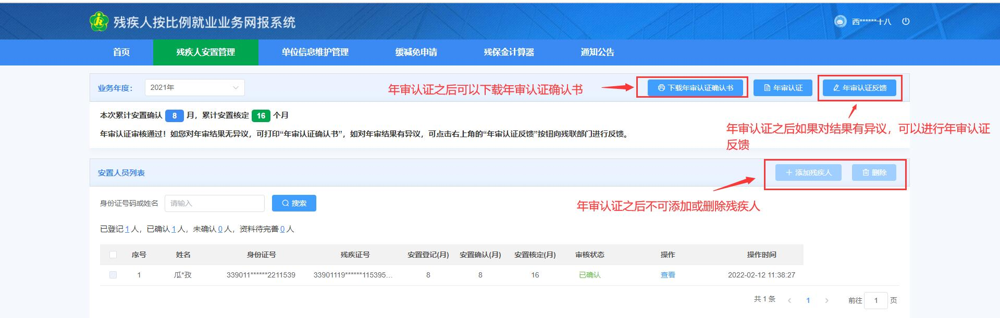 残疾人按比例就业业务网报系统
西******十八
首页 残疾人安置管理 单位信息维护管理 缓减免申请 残保金计算器 通知公告
业务年度： 2021年 年审认证之后可以下载年审认证确认书 下载年审认证确认书 年审认证 年审认证反馈
本次累计安置确认 8 月，累计安置核定 16 个月
年审认证之后如果对结果有异议，可以进行年审认证
反馈
年审认证审核通过！如您对年审结果无异议，可打印“年审认证确认书”，如对年审结果有异议，可点击右上角的“年审认证反馈”按钮向残联部门进行反馈。
安置人员列表 添加残疾人 删除
年审认证之后不可添加或删除残疾人
身份证号码或姓名 请输入 搜索
已登记1人，已确认1人，未确认0人，资料待完善0人
序号 姓名 身份证号 残疾证号 安置登记(月) 安置确认(月) 安置核定(月) 审核状态 操作 操作时间
1 瓜*孜 339011******2211539 33901119******115395... 8 8 16 已确认 查看 2022-02-12 11:38:27
共 1 条 1 前往 1 页